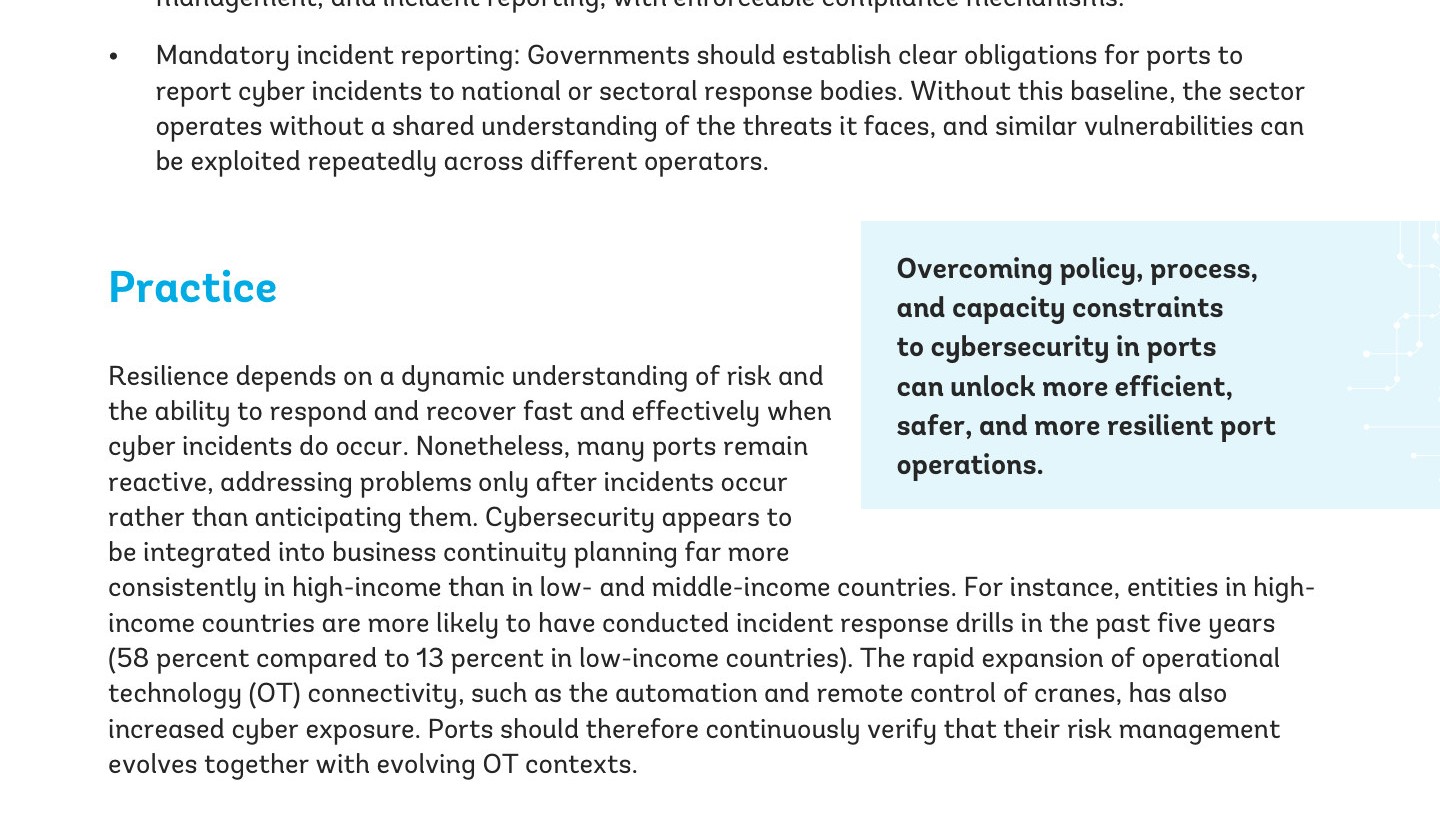 management, and incident reporting, with enforceable compliance mechanisms.
• Mandatory incident reporting: Governments should establish clear obligations for ports to
report cyber incidents to national or sectoral response bodies. Without this baseline, the sector
operates without a shared understanding of the threats it faces, and similar vulnerabilities can
be exploited repeatedly across different operators.
Practice
Resilience depends on a dynamic understanding of risk and
the ability to respond and recover fast and effectively when
cyber incidents do occur. Nonetheless, many ports remain
reactive, addressing problems only after incidents occur
rather than anticipating them. Cybersecurity appears to
be integrated into business continuity planning far more
consistently in high-income than in low- and middle-income countries. For instance, entities in high-
income countries are more likely to have conducted incident response drills in the past five years
(58 percent compared to 13 percent in low-income countries). The rapid expansion of operational
technology (OT) connectivity, such as the automation and remote control of cranes, has also
increased cyber exposure. Ports should therefore continuously verify that their risk management
evolves together with evolving OT contexts.
Overcoming policy, process,
and capacity constraints
to cybersecurity in ports
can unlock more efficient,
safer, and more resilient port
operations.